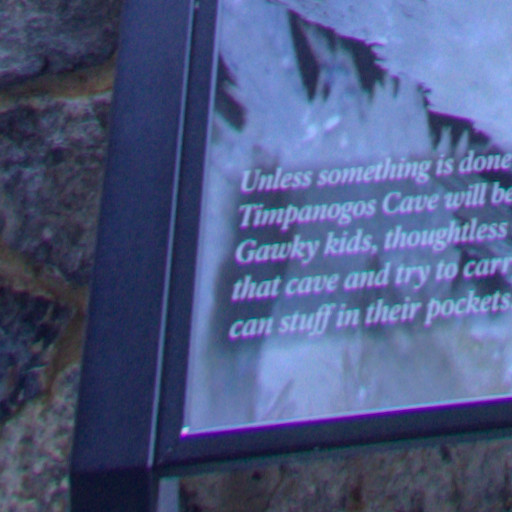 Unless something is done
Timpanogos Cave will be
Gawky kids, thoughtless
that cave and try to carr
can stuff in their pockets